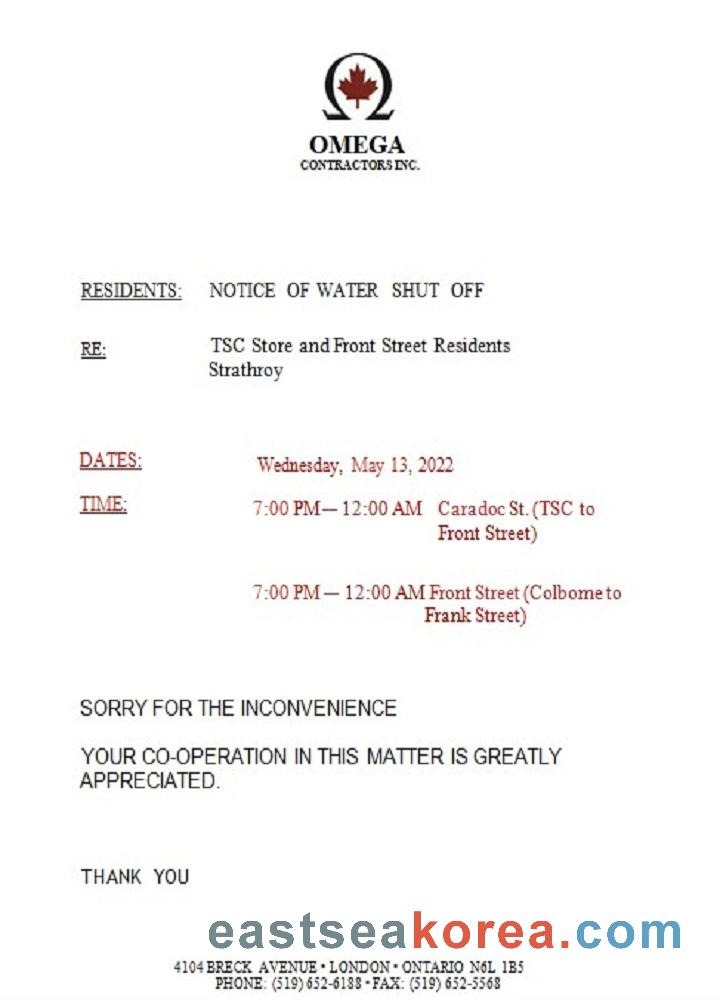 OMEGA
CONTRACTORS INC.
RESIDENTS: NOTICE OF WATER SHUT OFF
RE: TSC Store and Front Street Residents
Strathroy
DATES: Wednesday, May 13, 2022
TIME: 7:00 PM— 12:00 AM Caradoc St. (TSC to
Front Street)
7:00 PM — 12:00 AM Front Street (Colbome to
Frank Street)
SORRY FOR THE INCONVENIENCE
YOUR CO-OPERATION IN THIS MATTER IS GREATLY
APPRECIATED.
THANK YOU
eastseakorea.com
4104 BRECK AVENUE • LONDON • ONTARIO N6L 1B5
PHONE: (519) 652-6188 • FAX: (519) 652-5568